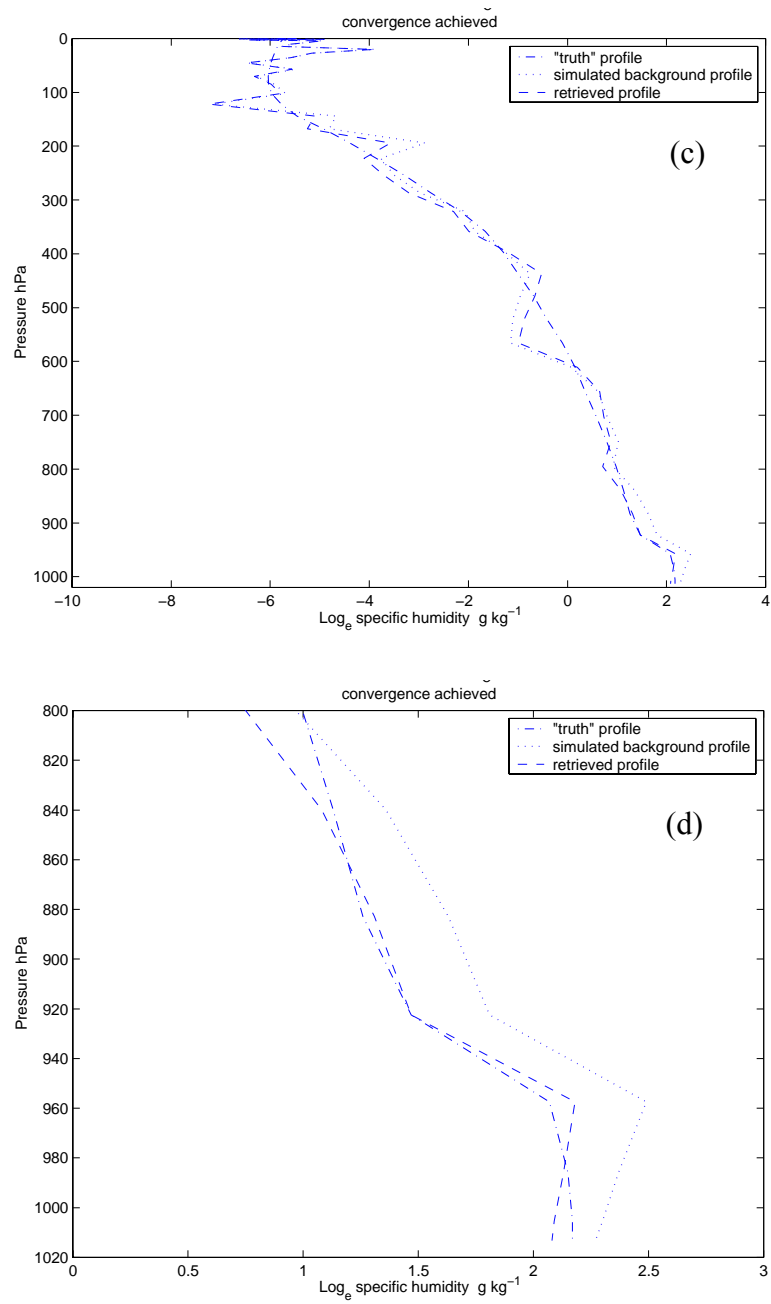 convergence achieved
0
100
200
300
400
500
600
700
800
900
1000
Pressure hPa
"truth" profile
simulated background profile
retrieved profile
(c)
−10
−8
−6
−4
−2
0
2
4
Logₑ specific humidity g kg⁻¹
convergence achieved
800
820
840
860
880
900
920
940
960
980
1000
1020
Pressure hPa
"truth" profile
simulated background profile
retrieved profile
(d)
0
0.5
1
1.5
2
2.5
3
Logₑ specific humidity g kg⁻¹